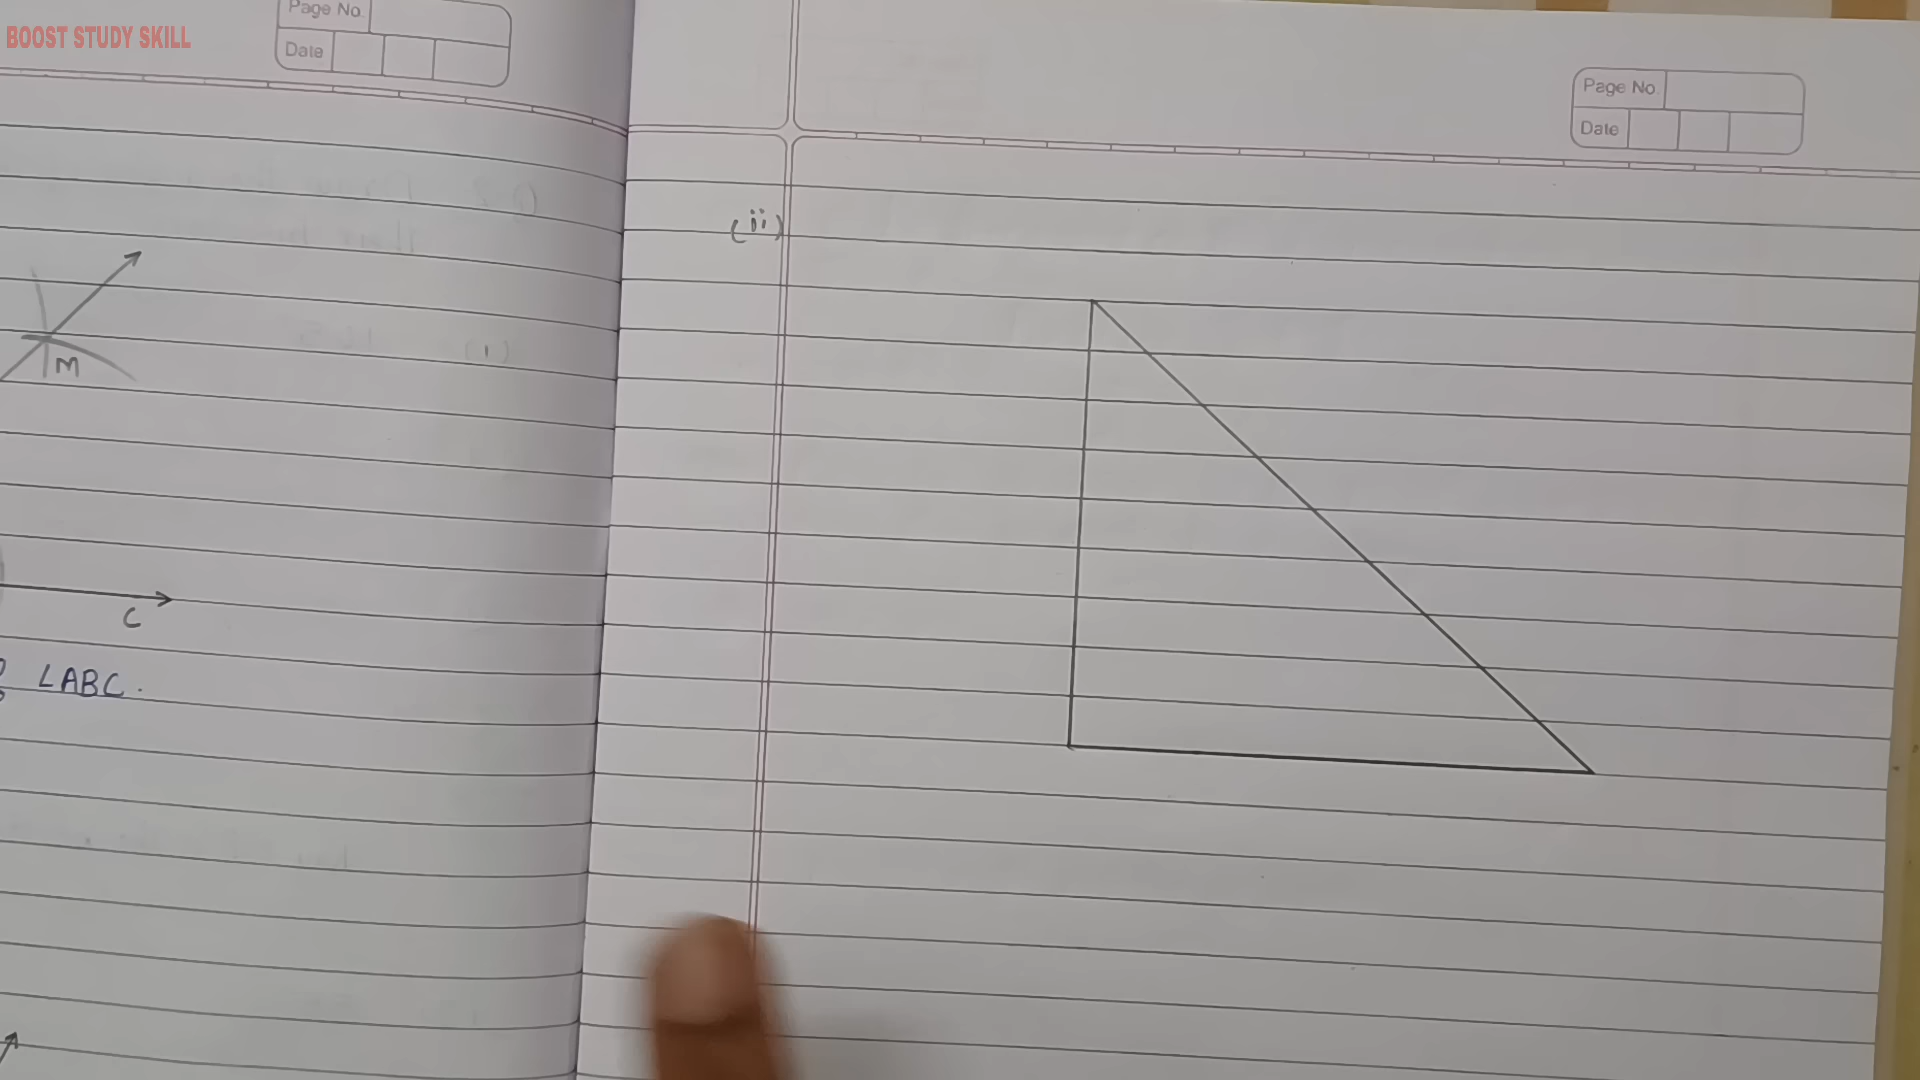 BOOST STUDY SKILL
Page No.
Date
M
C
∠ABC.
Page No.
Date
(ii)